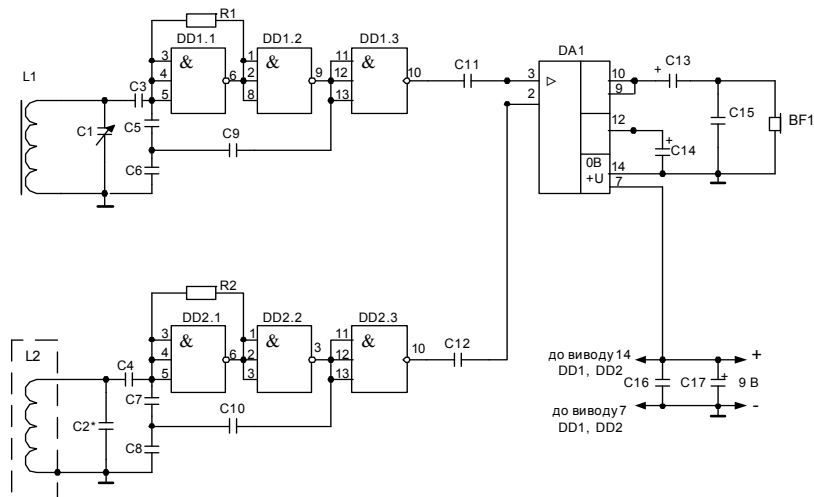 R1
DD1.1
DD1.2
DD1.3
DA1
L1
C3
C11
C13
3
4
5
&
6
1
2
8
&
9
11
12
13
&
10
3
2
▷
10
9
12
14
7
0В
+U
+
+
C1
C5
C6
C9
C14
C15
BF1
R2
DD2.1
DD2.2
DD2.3
L2
C4
C12
3
4
5
&
6
1
2
3
&
3
11
12
13
&
10
C2*
C7
C8
C10
до виводу 14
DD1, DD2
+
C16
C17
+
9 В
до виводу 7
DD1, DD2
-